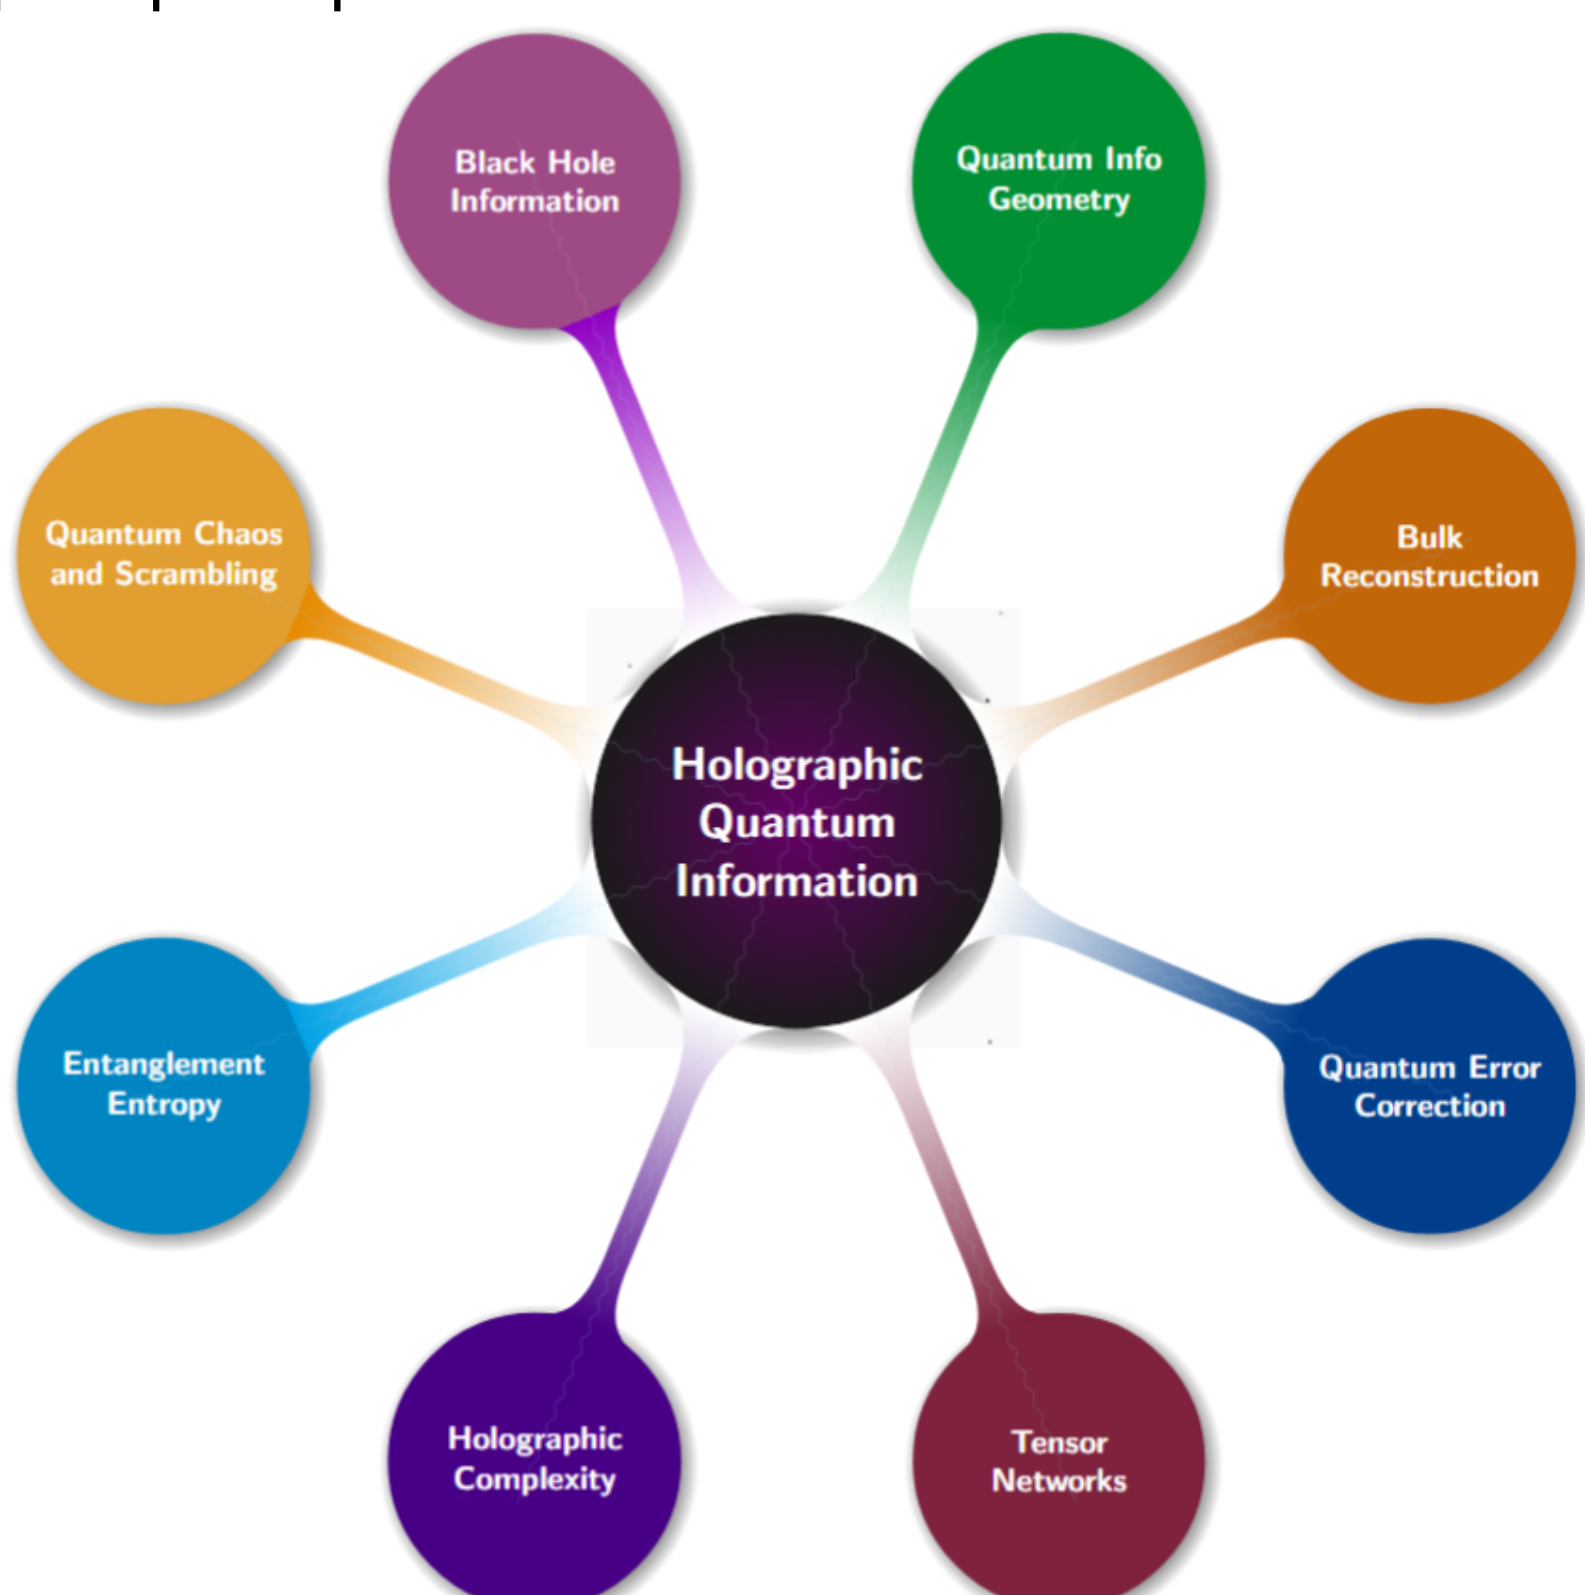 Black Hole
Information
Quantum Info
Geometry
Quantum Chaos
and Scrambling
Bulk
Reconstruction
Holographic
Quantum
Information
Entanglement
Entropy
Quantum Error
Correction
Holographic
Complexity
Tensor
Networks